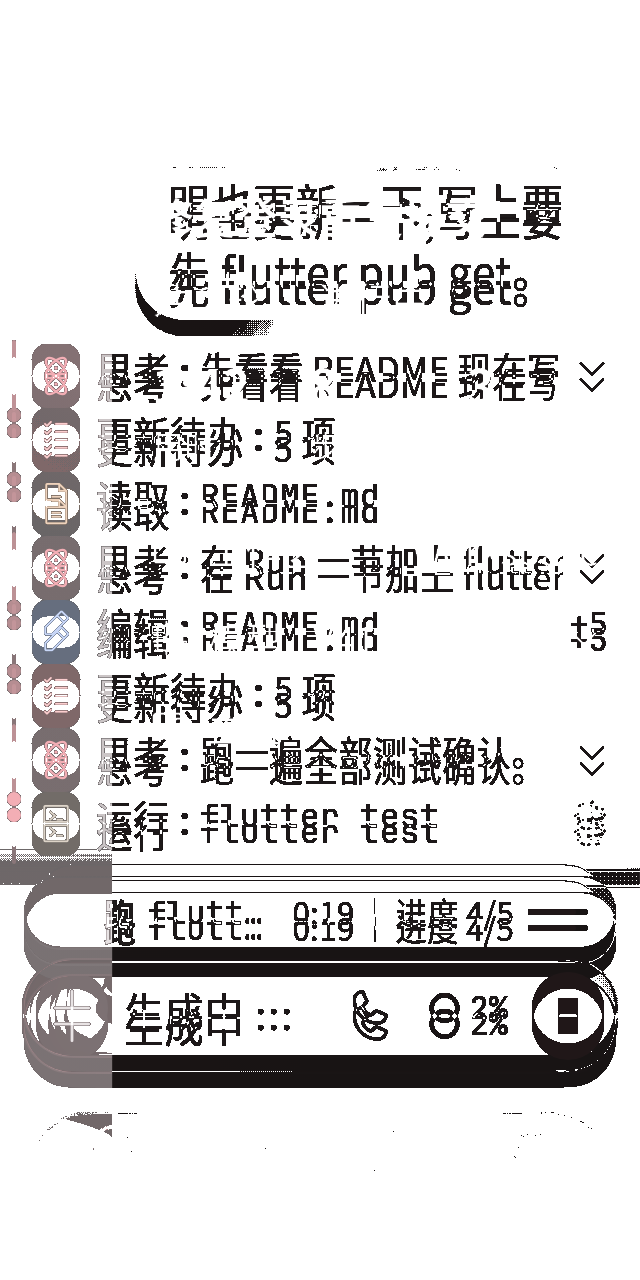 明也更新一下,写上要
先 flutter pub get。
思考：先看看 README 现在写
更新待办：5 项
读取：README.md
思考：在 Run 一节加上 flutter
编辑：README.md +5
更新待办：5 项
思考：跑一遍全部测试确认。
运行：flutter test
跑 flutt… 0:19 | 进度 4/5
生成中 2%